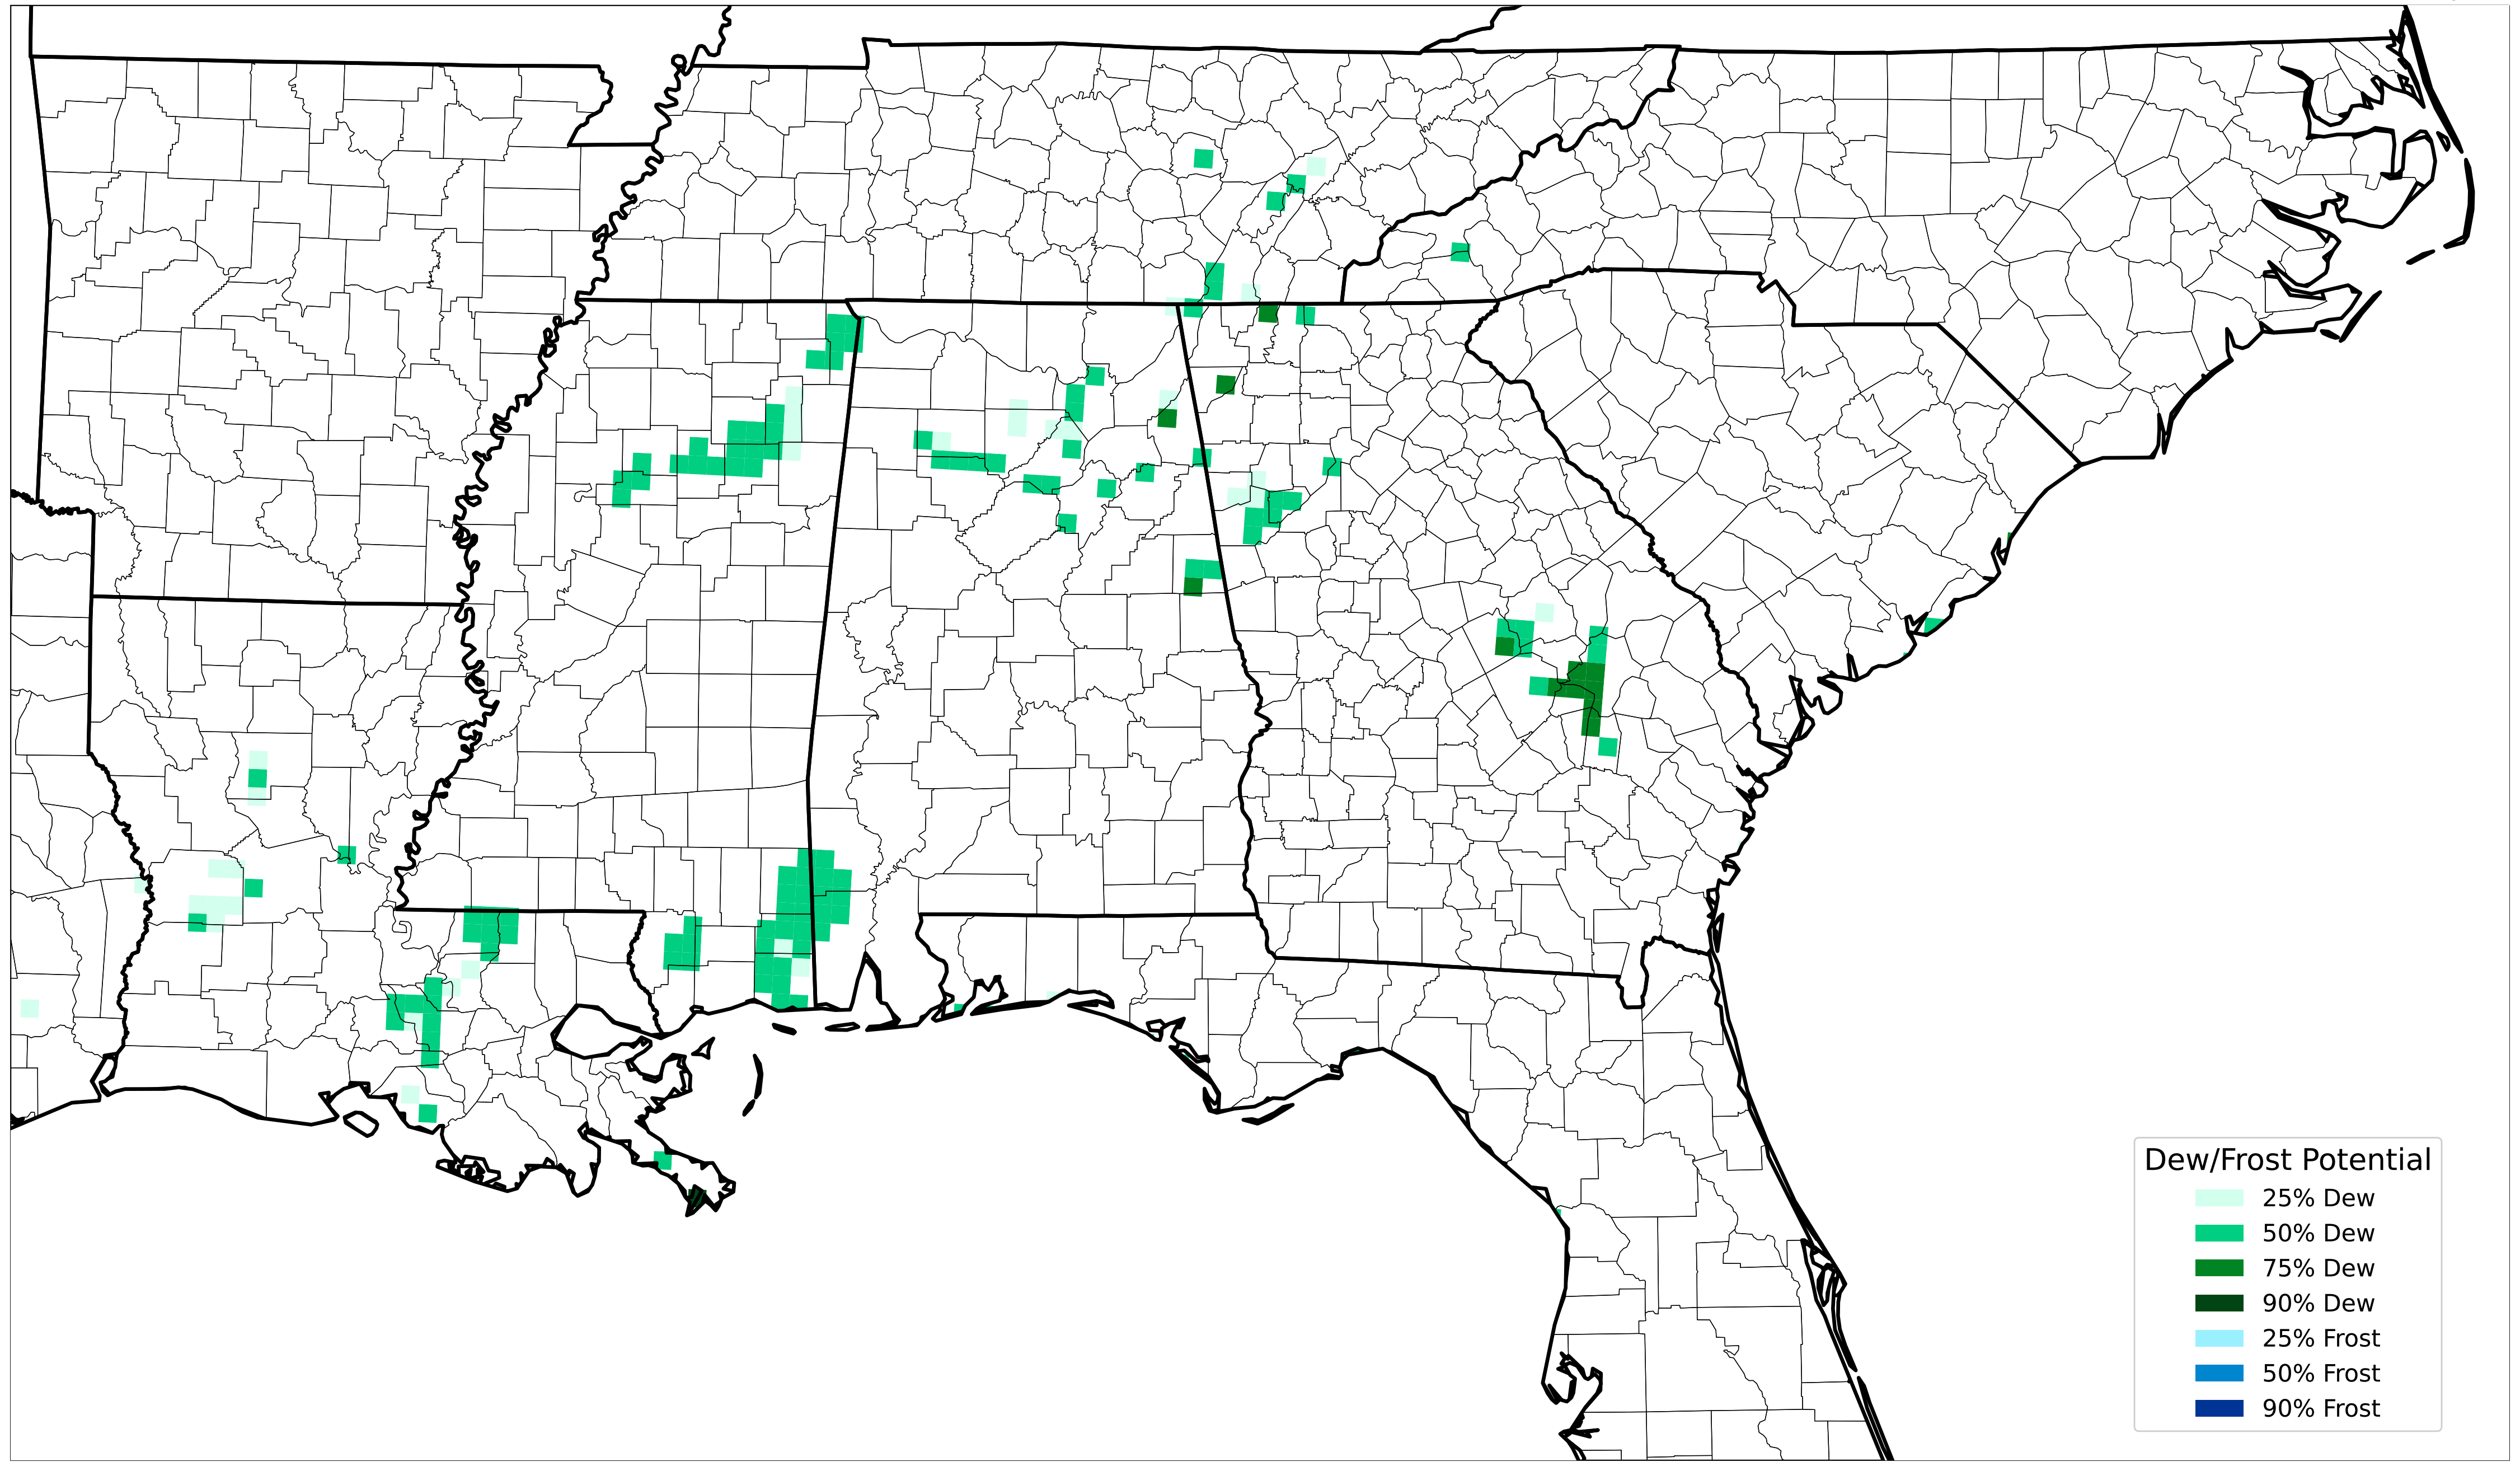 Dew/Frost Potential
25% Dew
50% Dew
75% Dew
90% Dew
25% Frost
50% Frost
90% Frost